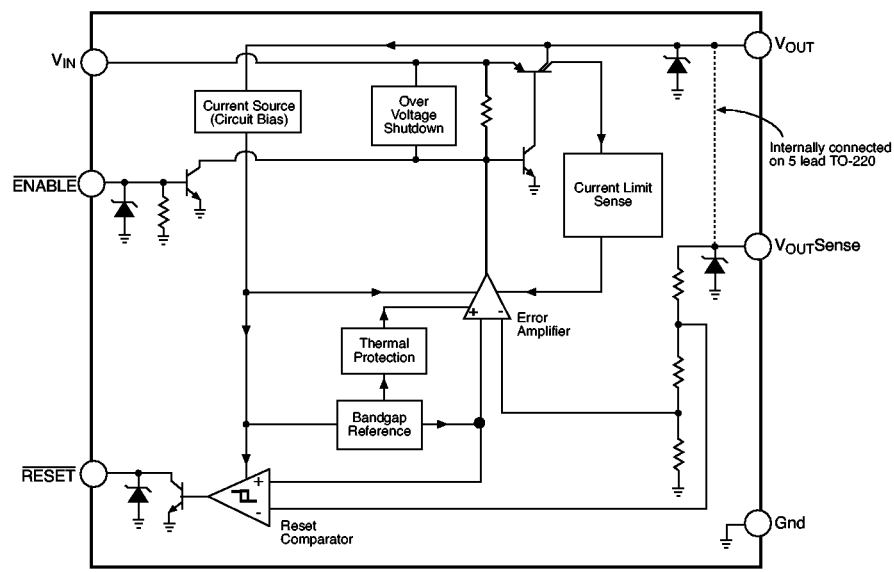 VIN
VOUT
Current Source
(Circuit Bias)
Over
Voltage
Shutdown
Internally connected
on 5 lead TO-220
ENABLE
Current Limit
Sense
VOUTSense
+ -
Error
Amplifier
Thermal
Protection
Bandgap
Reference
RESET
+
-
Reset
Comparator
Gnd